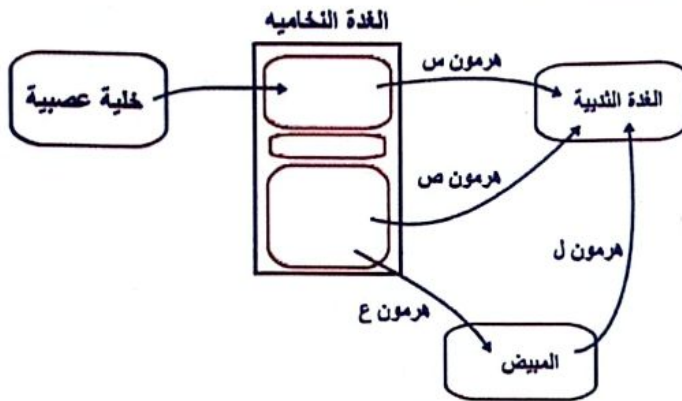 الغدة النخاميه
خلية عصبية
هرمون س
الغدة الثديية
هرمون ص
هرمون ل
هرمون ع
المبيض